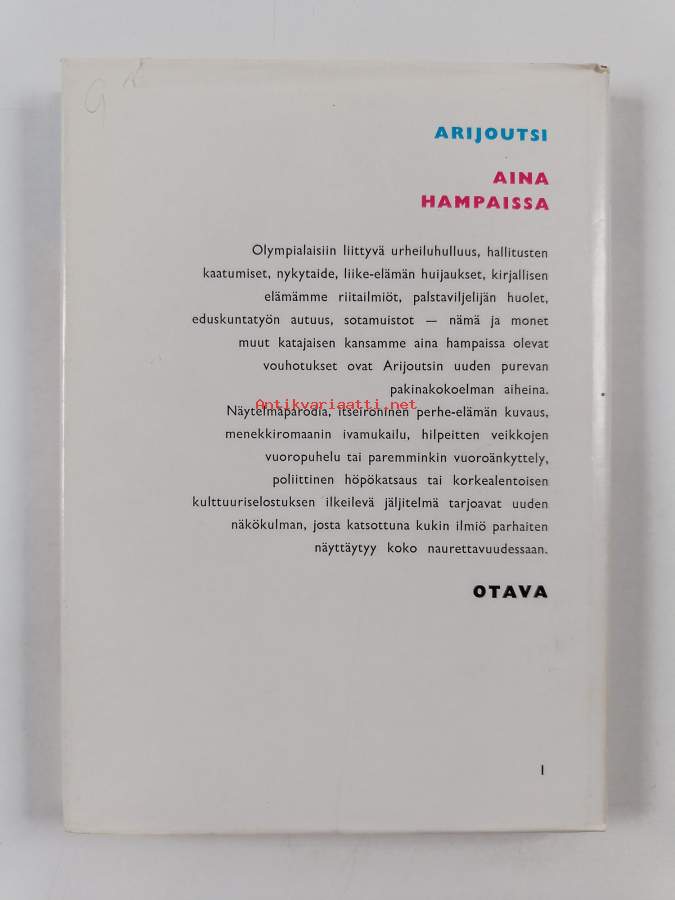 ARIJOUTSI
AINA
HAMPAISSA
Olympialaisiin liittyvä urheiluhulluus, hallitusten
kaatumiset, nykytaide, liike-elämän huijaukset, kirjallisen
elämämme riitailmiöt, palstaviljelijän huolet,
eduskuntatyön autuus, sotamuistot — nämä ja monet
muut katajaisen kansamme aina hampaissa olevat
vouhotukset ovat Arijoutsin uuden purevan
pakinakokoelman aiheina.
Antikvariaatti.net
Näytelmäparodia, itseironinen perhe-elämän kuvaus,
menekkiromaanin ivamukailu, hilpeitten veikkojen
vuoropuhelu tai paremminkin vuoroänkyttely,
poliittinen höpökatsaus tai korkealentoisen
kulttuuriselostuksen ilkeilevä jäljitelmä tarjoavat uuden
näkökulman, josta katsottuna kukin ilmiö parhaiten
näyttäytyy koko naurettavuudessaan.
OTAVA
I